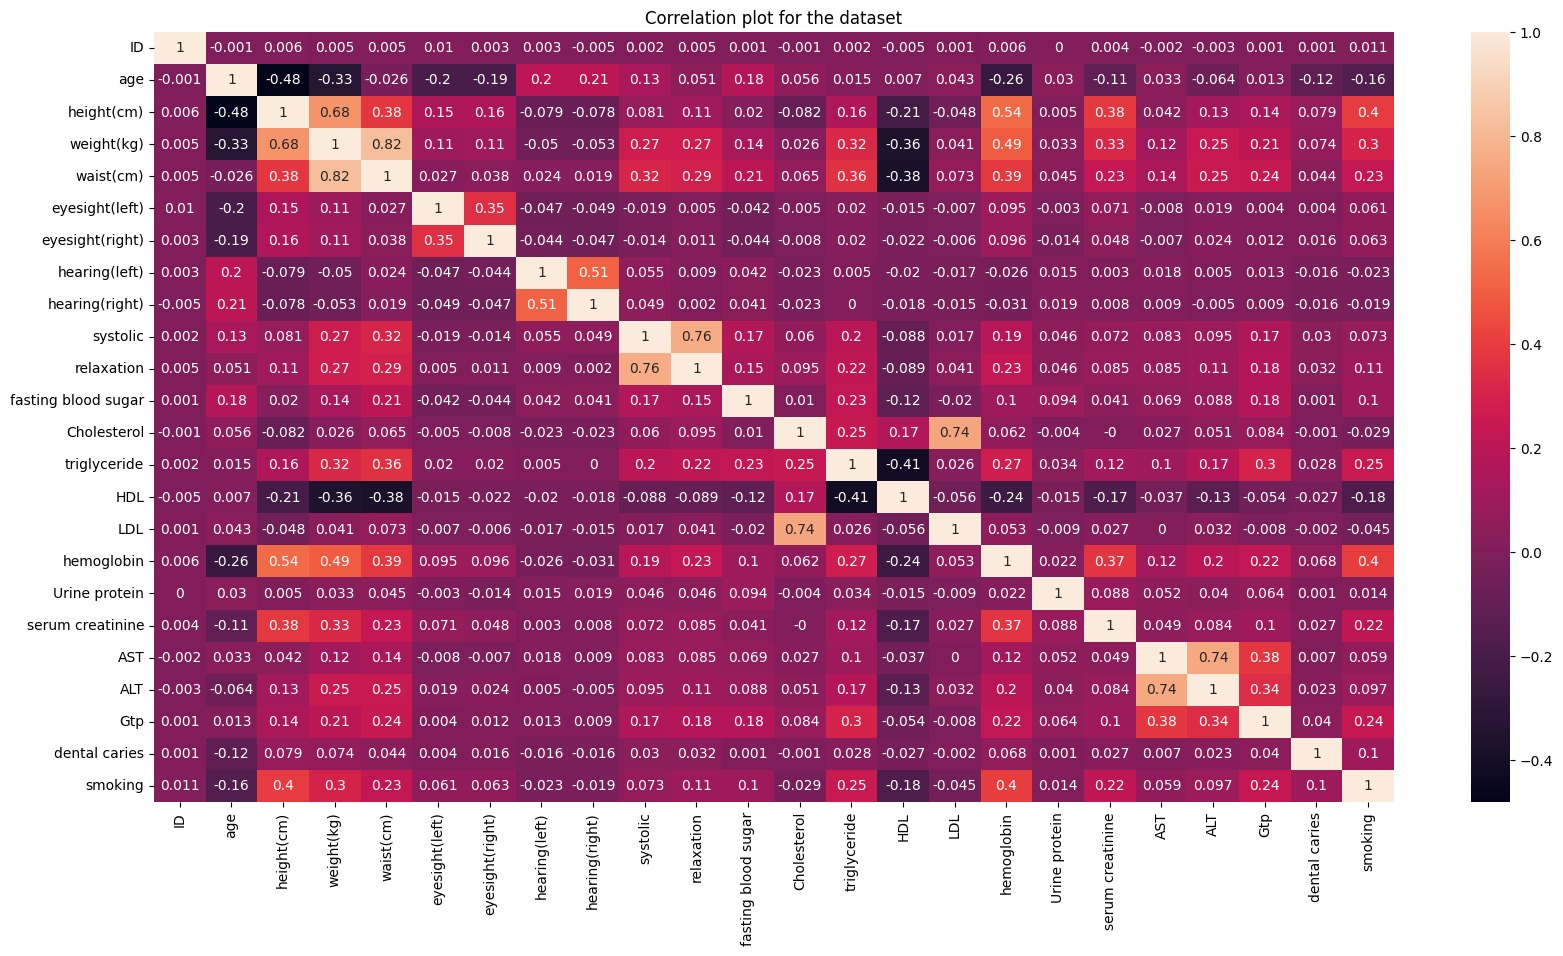 Correlation plot for the dataset
ID 1 -0.001 0.006 0.005 0.005 0.01 0.003 0.003 -0.005 0.002 0.005 0.001 -0.001 0.002 -0.005 0.001 0.006 0 0.004 -0.002 -0.003 0.001 0.001 0.011
age -0.001 1 -0.48 -0.33 -0.026 -0.2 -0.19 0.2 0.21 0.13 0.051 0.18 0.056 0.015 0.007 0.043 -0.26 0.03 -0.11 0.033 -0.064 0.013 -0.12 -0.16
height(cm) 0.006 -0.48 1 0.68 0.38 0.15 0.16 -0.079 -0.078 0.081 0.11 0.02 -0.082 0.16 -0.21 -0.048 0.54 0.005 0.38 0.042 0.13 0.14 0.079 0.4
weight(kg) 0.005 -0.33 0.68 1 0.82 0.11 0.11 -0.05 -0.053 0.27 0.27 0.14 0.026 0.32 -0.36 0.041 0.49 0.033 0.33 0.12 0.25 0.21 0.074 0.3
waist(cm) 0.005 -0.026 0.38 0.82 1 0.027 0.038 0.024 0.019 0.32 0.29 0.21 0.065 0.36 -0.38 0.073 0.39 0.045 0.23 0.14 0.25 0.24 0.044 0.23
eyesight(left) 0.01 -0.2 0.15 0.11 0.027 1 0.35 -0.047 -0.049 -0.019 0.005 -0.042 -0.005 0.02 -0.015 -0.007 0.095 -0.003 0.071 -0.008 0.019 0.004 0.004 0.061
eyesight(right) 0.003 -0.19 0.16 0.11 0.038 0.35 1 -0.044 -0.047 -0.014 0.011 -0.044 -0.008 0.02 -0.022 -0.006 0.096 -0.014 0.048 -0.007 0.024 0.012 0.016 0.063
hearing(left) 0.003 0.2 -0.079 -0.05 0.024 -0.047 -0.044 1 0.51 0.055 0.009 0.042 -0.023 0.005 -0.02 -0.017 -0.026 0.015 0.003 0.018 0.005 0.013 -0.016 -0.023
hearing(right) -0.005 0.21 -0.078 -0.053 0.019 -0.049 -0.047 0.51 1 0.049 0.002 0.041 -0.023 0 -0.018 -0.015 -0.031 0.019 0.008 0.009 -0.005 0.009 -0.016 -0.019
systolic 0.002 0.13 0.081 0.27 0.32 -0.019 -0.014 0.055 0.049 1 0.76 0.17 0.06 0.2 -0.088 0.017 0.19 0.046 0.072 0.083 0.095 0.17 0.03 0.073
relaxation 0.005 0.051 0.11 0.27 0.29 0.005 0.011 0.009 0.002 0.76 1 0.15 0.095 0.22 -0.089 0.041 0.23 0.046 0.085 0.085 0.11 0.18 0.032 0.11
fasting blood sugar 0.001 0.18 0.02 0.14 0.21 -0.042 -0.044 0.042 0.041 0.17 0.15 1 0.01 0.23 -0.12 -0.02 0.1 0.094 0.041 0.069 0.088 0.18 0.001 0.1
Cholesterol -0.001 0.056 -0.082 0.026 0.065 -0.005 -0.008 -0.023 -0.023 0.06 0.095 0.01 1 0.25 0.17 0.74 0.062 -0.004 -0 0.027 0.051 0.084 -0.001 -0.029
triglyceride 0.002 0.015 0.16 0.32 0.36 0.02 0.02 0.005 0 0.2 0.22 0.23 0.25 1 -0.41 0.026 0.27 0.034 0.12 0.1 0.17 0.3 0.028 0.25
HDL -0.005 0.007 -0.21 -0.36 -0.38 -0.015 -0.022 -0.02 -0.018 -0.088 -0.089 -0.12 0.17 -0.41 1 -0.056 -0.24 -0.015 -0.17 -0.037 -0.13 -0.054 -0.027 -0.18
LDL 0.001 0.043 -0.048 0.041 0.073 -0.007 -0.006 -0.017 -0.015 0.017 0.041 -0.02 0.74 0.026 -0.056 1 0.053 -0.009 0.027 0 0.032 -0.008 -0.002 -0.045
hemoglobin 0.006 -0.26 0.54 0.49 0.39 0.095 0.096 -0.026 -0.031 0.19 0.23 0.1 0.062 0.27 -0.24 0.053 1 0.022 0.37 0.12 0.2 0.22 0.068 0.4
Urine protein 0 0.03 0.005 0.033 0.045 -0.003 -0.014 0.015 0.019 0.046 0.046 0.094 -0.004 0.034 -0.015 -0.009 0.022 1 0.088 0.052 0.04 0.064 0.001 0.014
serum creatinine 0.004 -0.11 0.38 0.33 0.23 0.071 0.048 0.003 0.008 0.072 0.085 0.041 -0 0.12 -0.17 0.027 0.37 0.088 1 0.049 0.084 0.1 0.027 0.22
AST -0.002 0.033 0.042 0.12 0.14 -0.008 -0.007 0.018 0.009 0.083 0.085 0.069 0.027 0.1 -0.037 0 0.12 0.052 0.049 1 0.74 0.38 0.007 0.059
ALT -0.003 -0.064 0.13 0.25 0.25 0.019 0.024 0.005 -0.005 0.095 0.11 0.088 0.051 0.17 -0.13 0.032 0.2 0.04 0.084 0.74 1 0.34 0.023 0.097
Gtp 0.001 0.013 0.14 0.21 0.24 0.004 0.012 0.013 0.009 0.17 0.18 0.18 0.084 0.3 -0.054 -0.008 0.22 0.064 0.1 0.38 0.34 1 0.04 0.24
dental caries 0.001 -0.12 0.079 0.074 0.044 0.004 0.016 -0.016 -0.016 0.03 0.032 0.001 -0.001 0.028 -0.027 -0.002 0.068 0.001 0.027 0.007 0.023 0.04 1 0.1
smoking 0.011 -0.16 0.4 0.3 0.23 0.061 0.063 -0.023 -0.019 0.073 0.11 0.1 -0.029 0.25 -0.18 -0.045 0.4 0.014 0.22 0.059 0.097 0.24 0.1 1
ID age height(cm) weight(kg) waist(cm) eyesight(left) eyesight(right) hearing(left) hearing(right) systolic relaxation fasting blood sugar Cholesterol triglyceride HDL LDL hemoglobin Urine protein serum creatinine AST ALT Gtp dental caries smoking
1.0
0.8
0.6
0.4
0.2
0.0
−0.2
−0.4